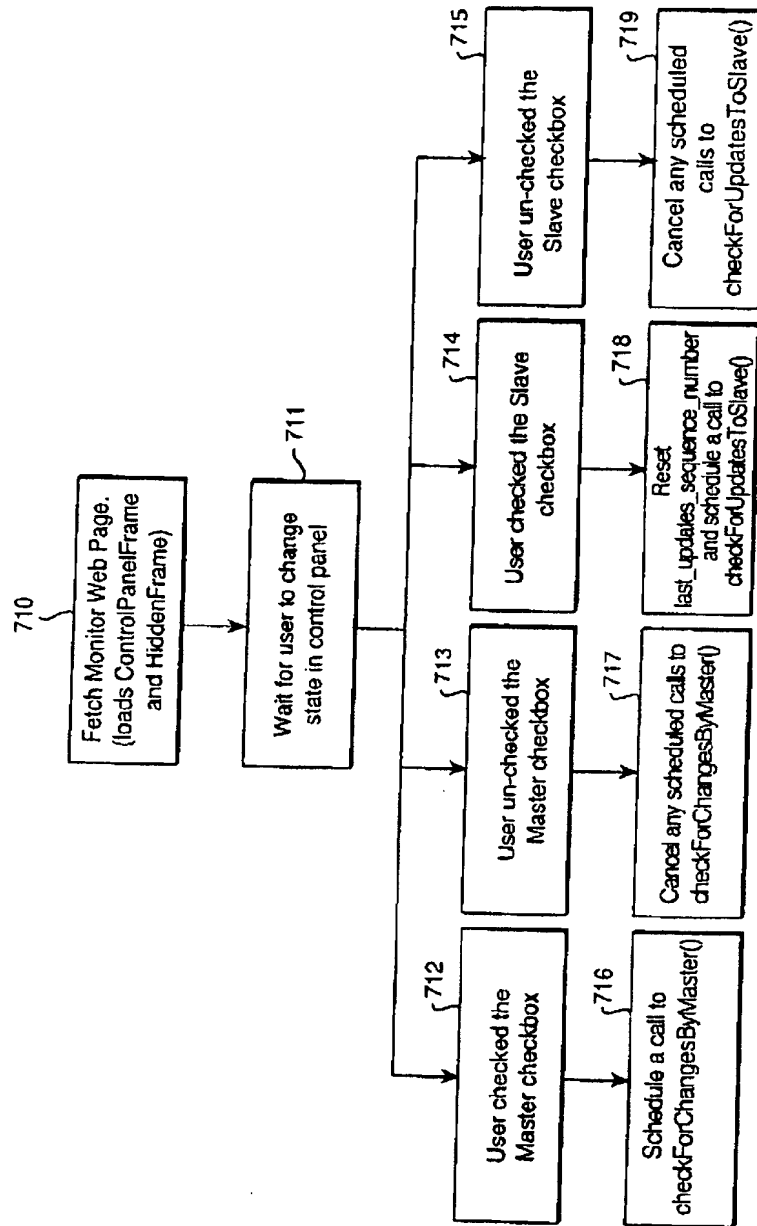 710
Fetch Monitor Web Page.
(loads ControlPanelFrame
and HiddenFrame)
711
Wait for user to change
state in control panel
712
User checked the
Master checkbox
713
User un-checked the
Master checkbox
714
User checked the Slave
checkbox
715
User un-checked the
Slave checkbox
716
Schedule a call to
checkForChangesByMaster()
717
Cancel any scheduled calls to
checkForChangesByMaster()
718
Reset
last_updates_sequence_number
and schedule a call to
checkForUpdatesToSlave()
719
Cancel any scheduled
calls to
checkForUpdatesToSlave()